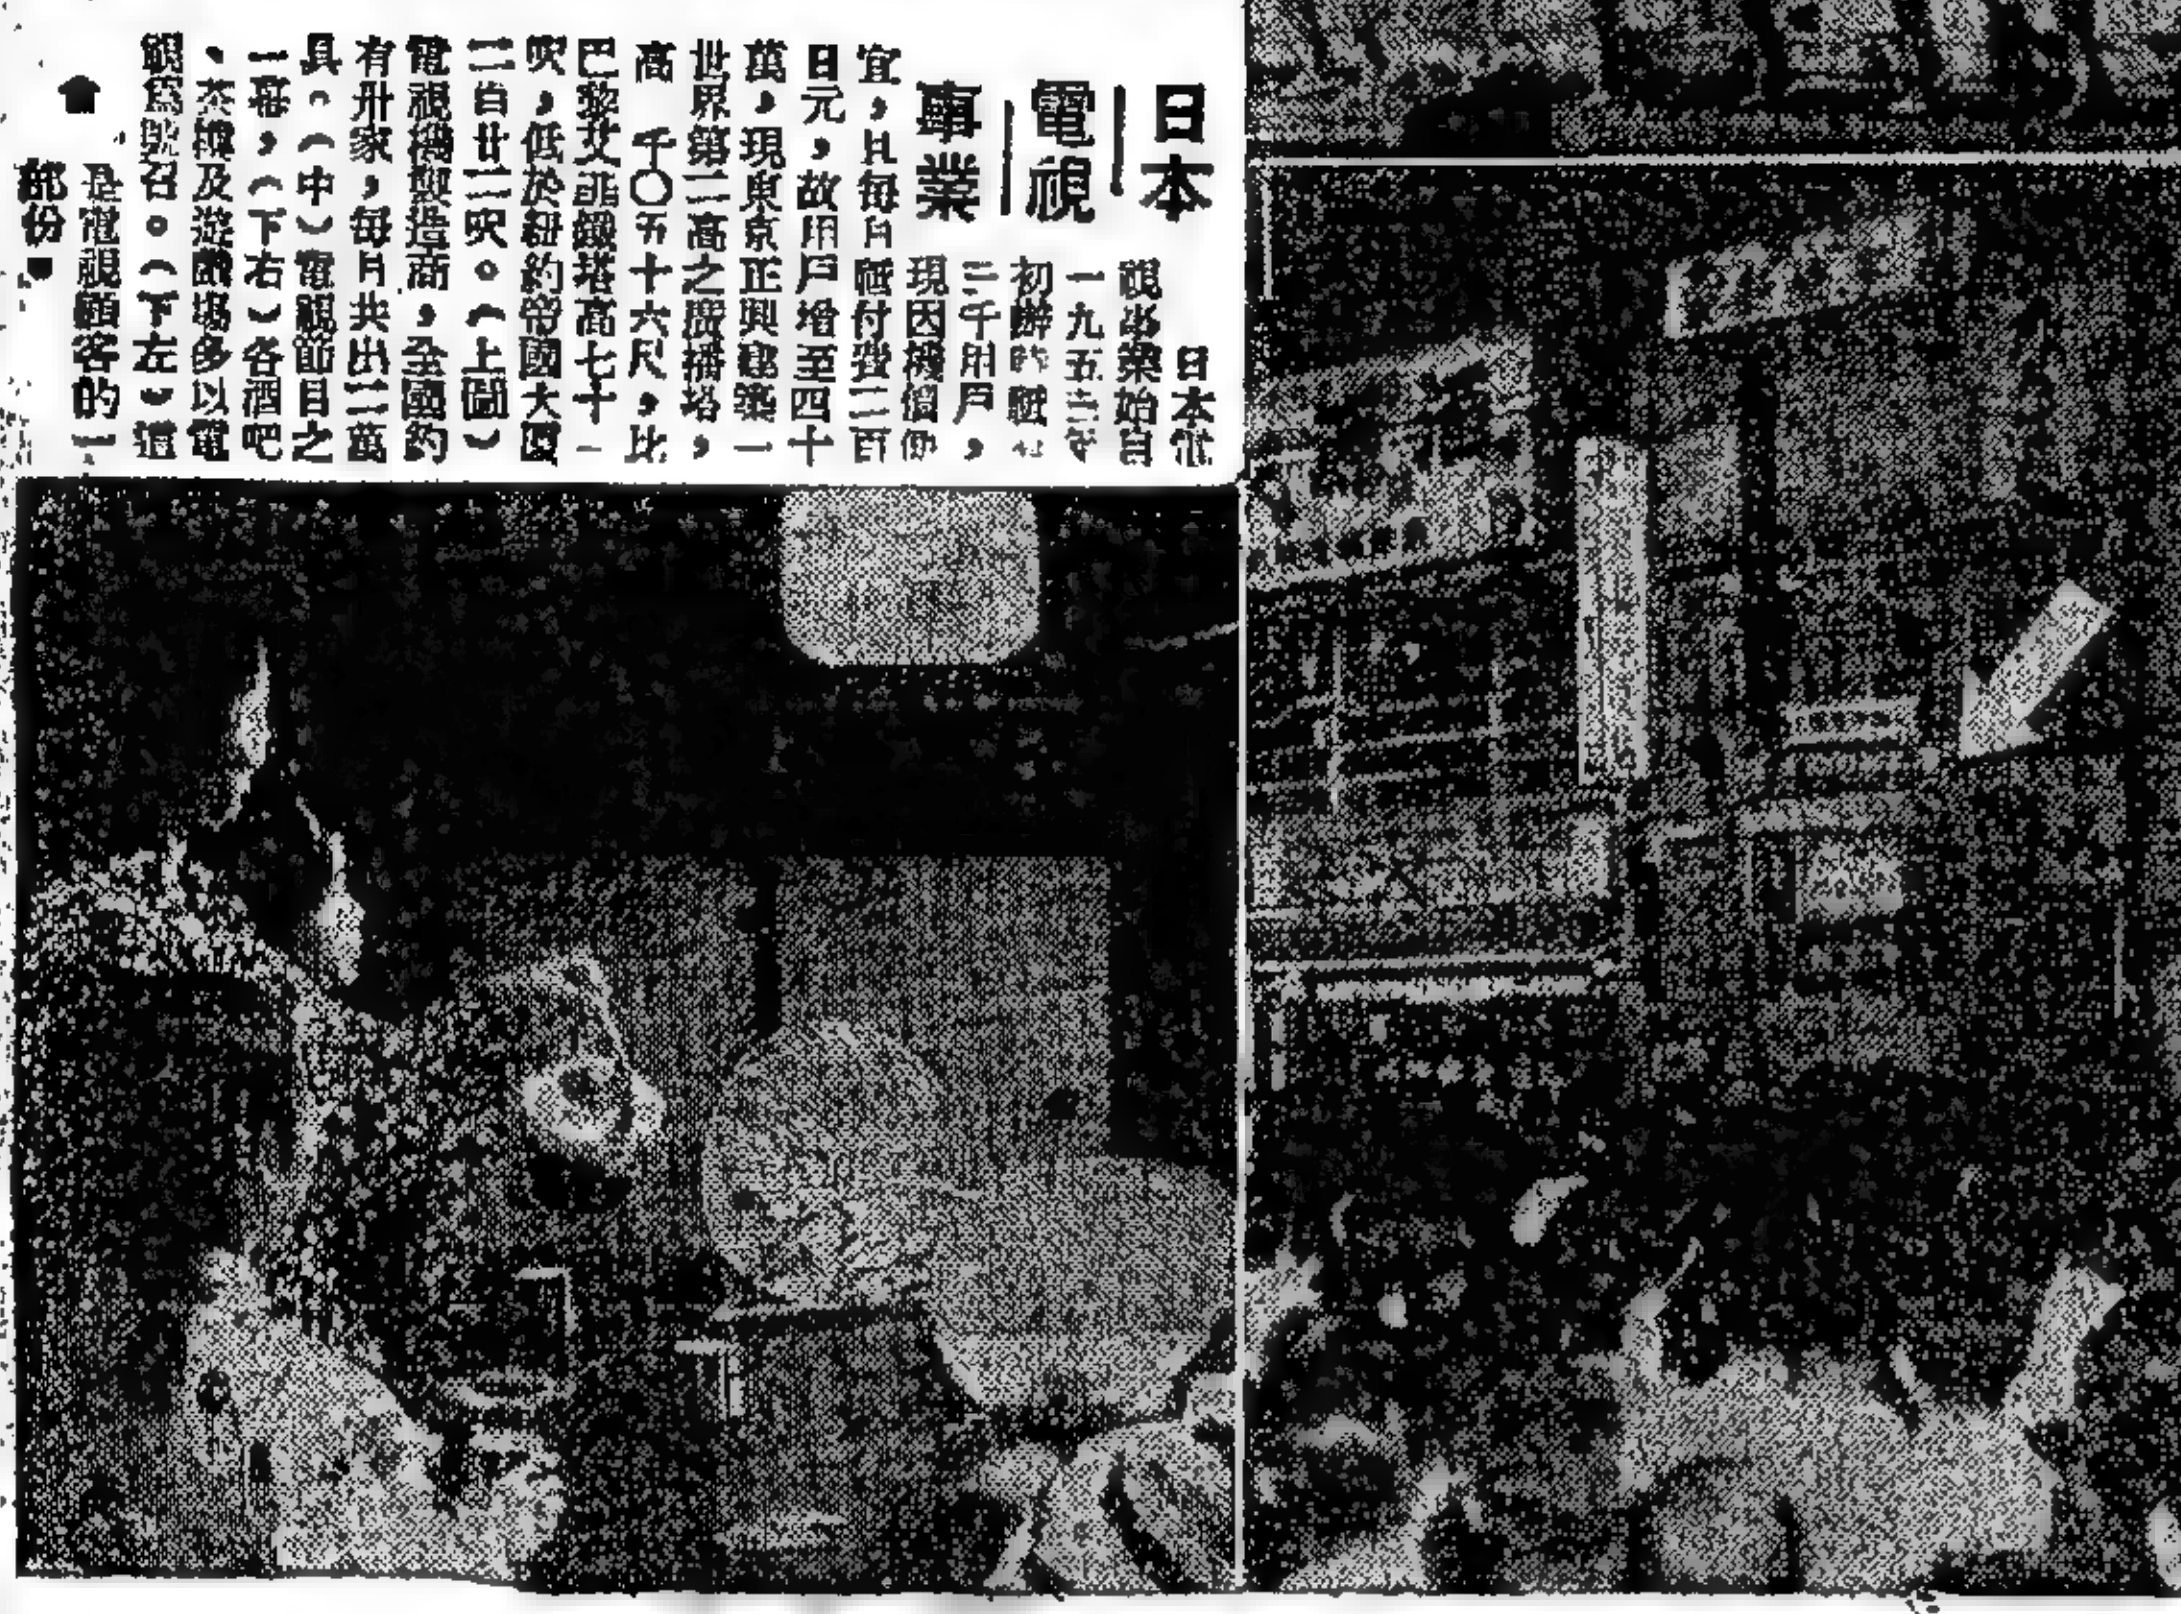 日本
電視
事業
日本電
視事業始自
一九五三年
初辦時祇有
二千用戶，
現因機價便
宜，且每月祇付費二百
日元，故用戶增至四十
萬，現東京正興建築一
世界第二高之廣播塔，
高 千〇五十六尺，比
巴黎艾菲鐵塔高七十一
呎，低於紐約帝國大廈
二百廿二呎。（上圖）
電視機製造商，全國約
有卅家，每月共出二萬
具。（中）電視節目之
一幕，（下右）各酒吧
、茶樓及遊戲場多以電
視為號召。（下左）這
是電視顧客的一
部份